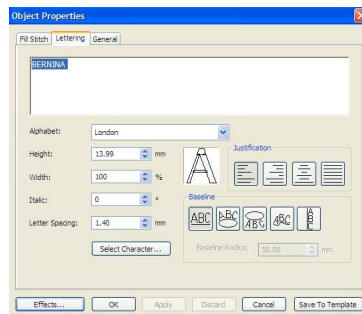 Object Properties
Fill Stitch Lettering General
BERNINA
Alphabet: London
Height: 13.99 mm
Justification
Width: 100 %
Italic: 0 °
Baseline
Letter Spacing: 1.40 mm
ABC ABC ABC ABC ABC
Select Character...
Baseline Radius: 50.00 mm
Effects... OK Apply Discard Cancel Save To Template